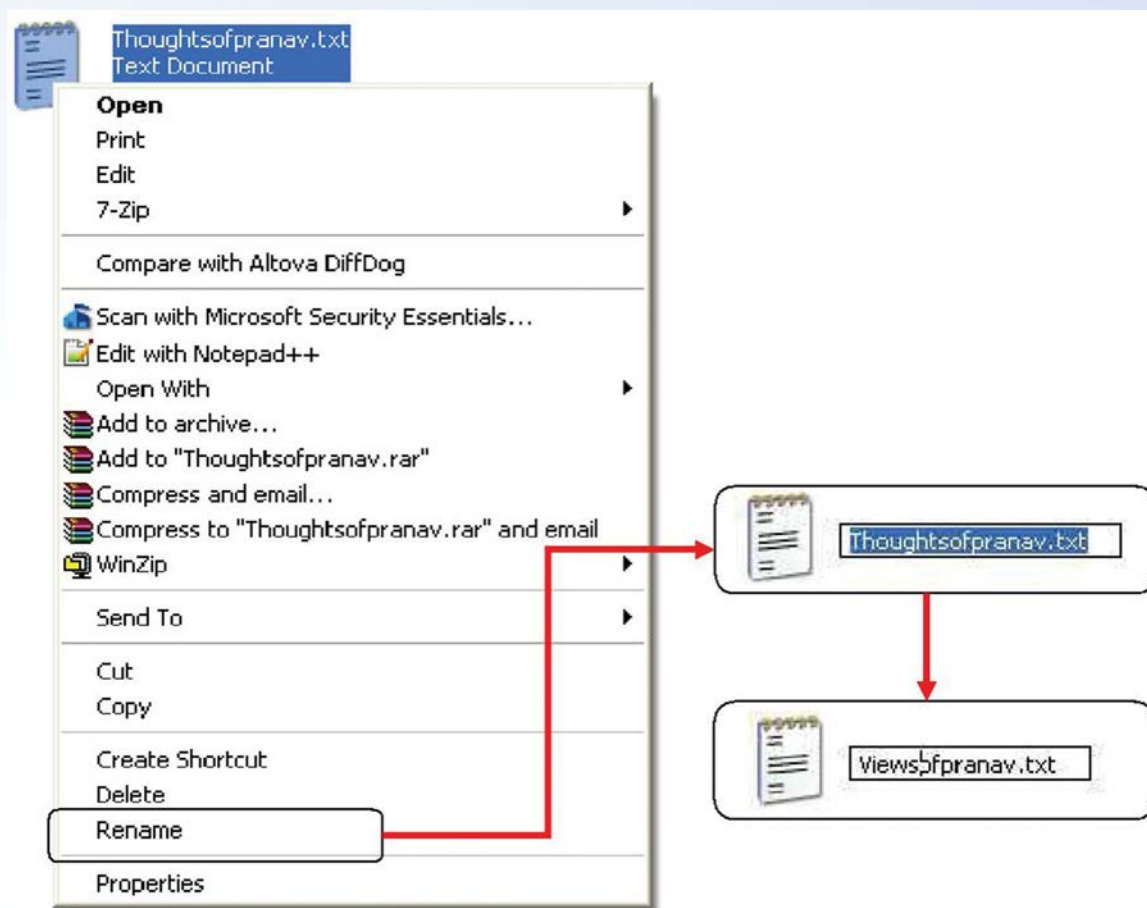 Thoughtsofpranav.txt
Text Document
Open
Print
Edit
7-Zip
Compare with Altova DiffDog
Scan with Microsoft Security Essentials...
Edit with Notepad++
Open With
Add to archive...
Add to "Thoughtsofpranav.rar"
Compress and email...
Compress to "Thoughtsofpranav.rar" and email
WinZip
Send To
Cut
Copy
Create Shortcut
Delete
Rename
Properties
Thoughtsofpranav.txt
Viewsofpranav.txt